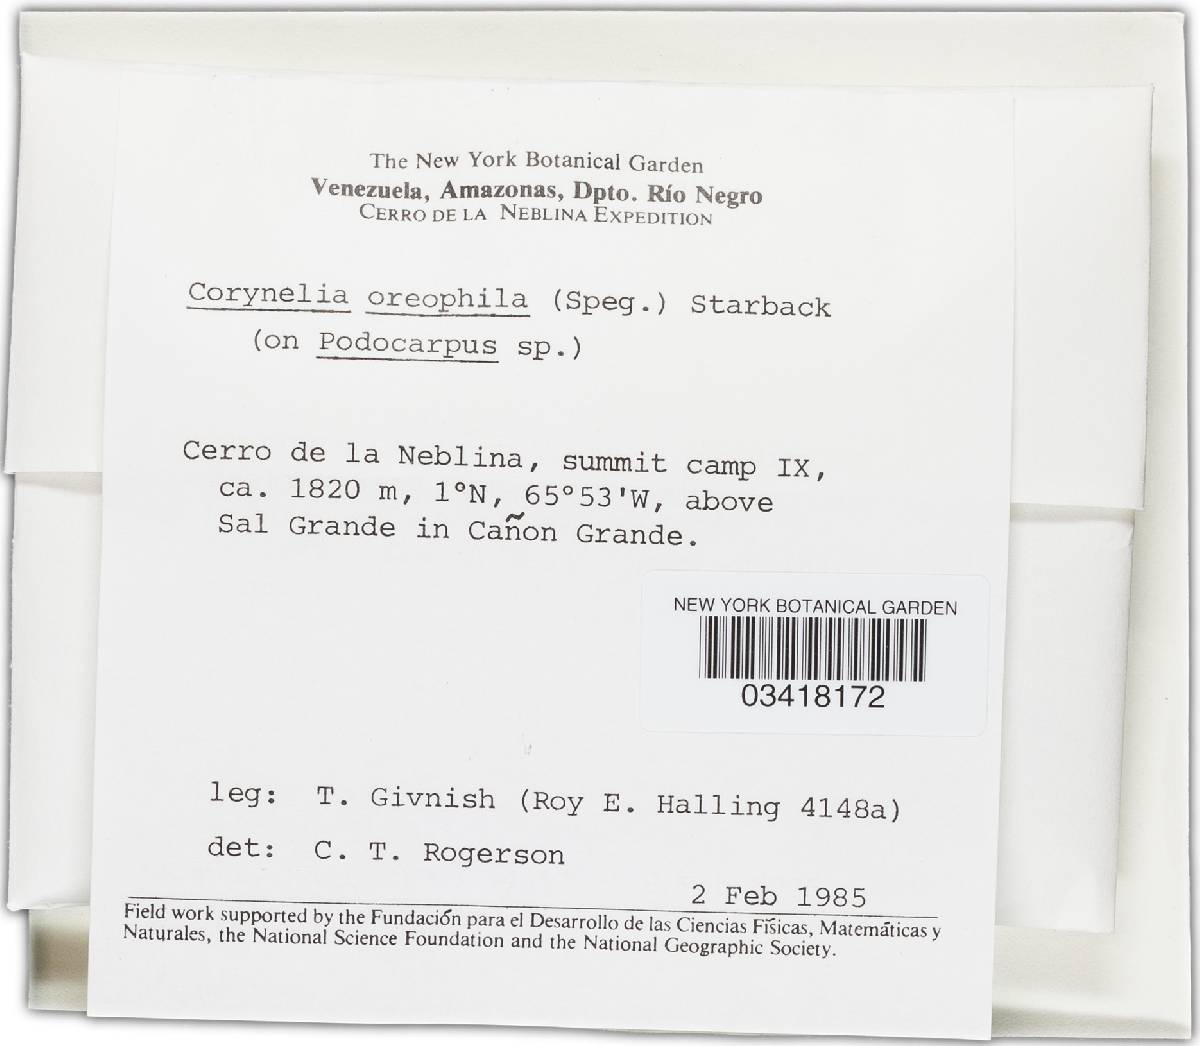 The New York Botanical Garden
Venezuela, Amazonas, Dpto. Río Negro
CERRO DE LA NEBLINA EXPEDITION
Corynelia oreophila (Speg.) Starback
(on Podocarpus sp.)
Cerro de la Neblina, summit camp IX,
ca. 1820 m, 1°N, 65°53'W, above
Sal Grande in Cañon Grande.
NEW YORK BOTANICAL GARDEN
03418172
leg: T. Givnish (Roy E. Halling 4148a)
det: C. T. Rogerson
2 Feb 1985
Field work supported by the Fundación para el Desarrollo de las Ciencias Físicas, Matemáticas y
Naturales, the National Science Foundation and the National Geographic Society.